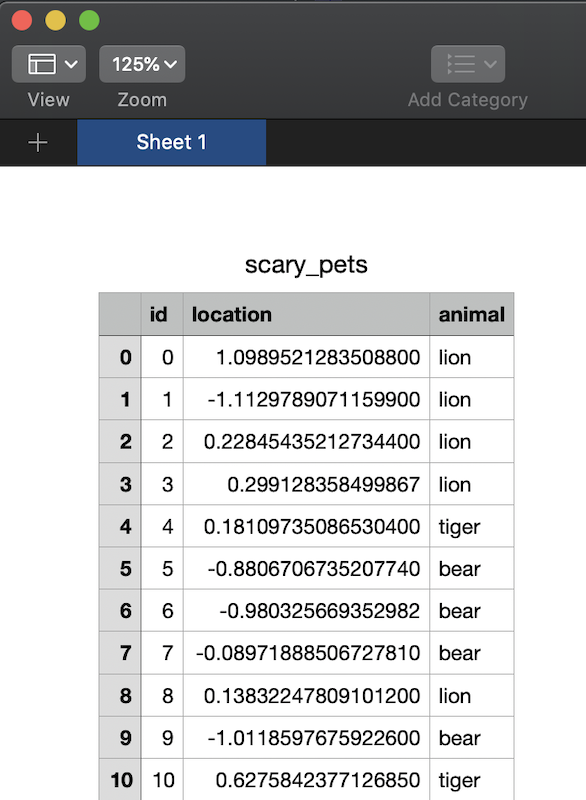 125%
View Zoom Add Category
Sheet 1
scary_pets
id location animal
0 0 1.0989521283508800 lion
1 1 -1.1129789071159900 lion
2 2 0.22845435212734400 lion
3 3 0.299128358499867 lion
4 4 0.18109735086530400 tiger
5 5 -0.8806706735207740 bear
6 6 -0.980325669352982 bear
7 7 -0.08971888506727810 bear
8 8 0.13832247809101200 lion
9 9 -1.0118597675922600 bear
10 10 0.6275842377126850 tiger